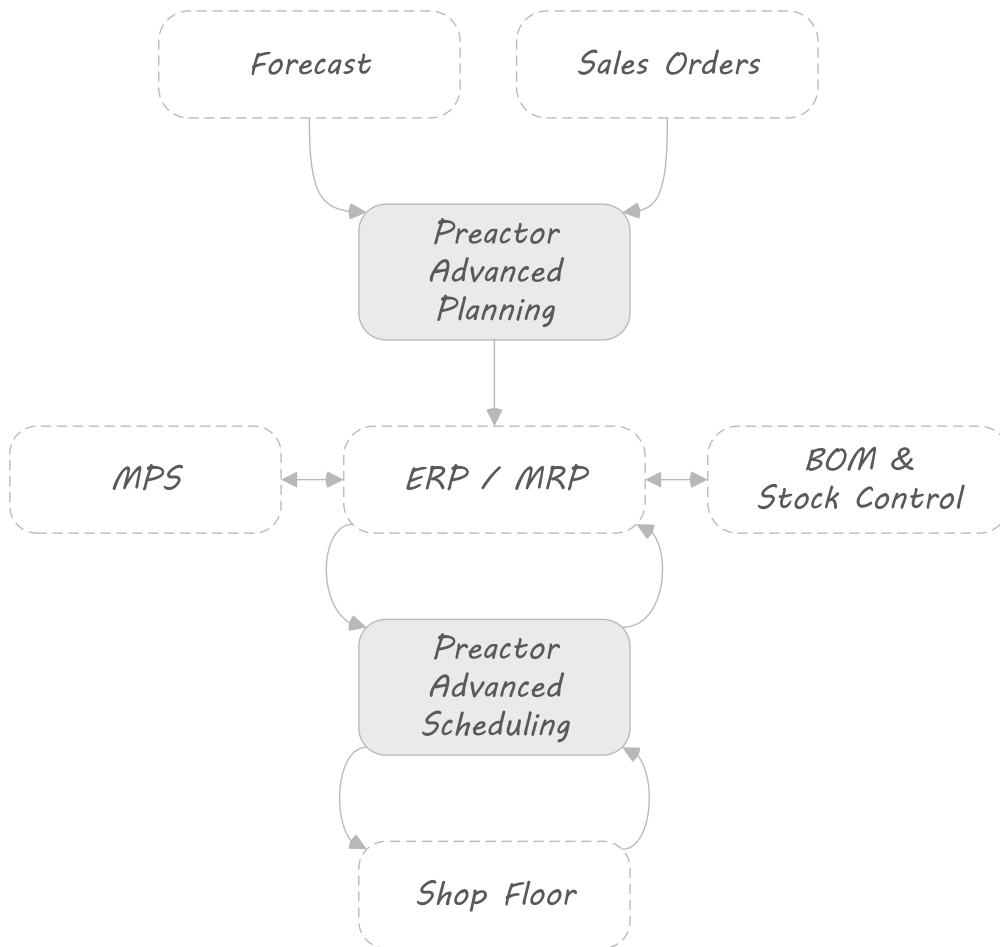 Forecast
Sales Orders
Preactor
Advanced
Planning
MPS
ERP / MRP
BOM &
Stock Control
Preactor
Advanced
Scheduling
Shop Floor